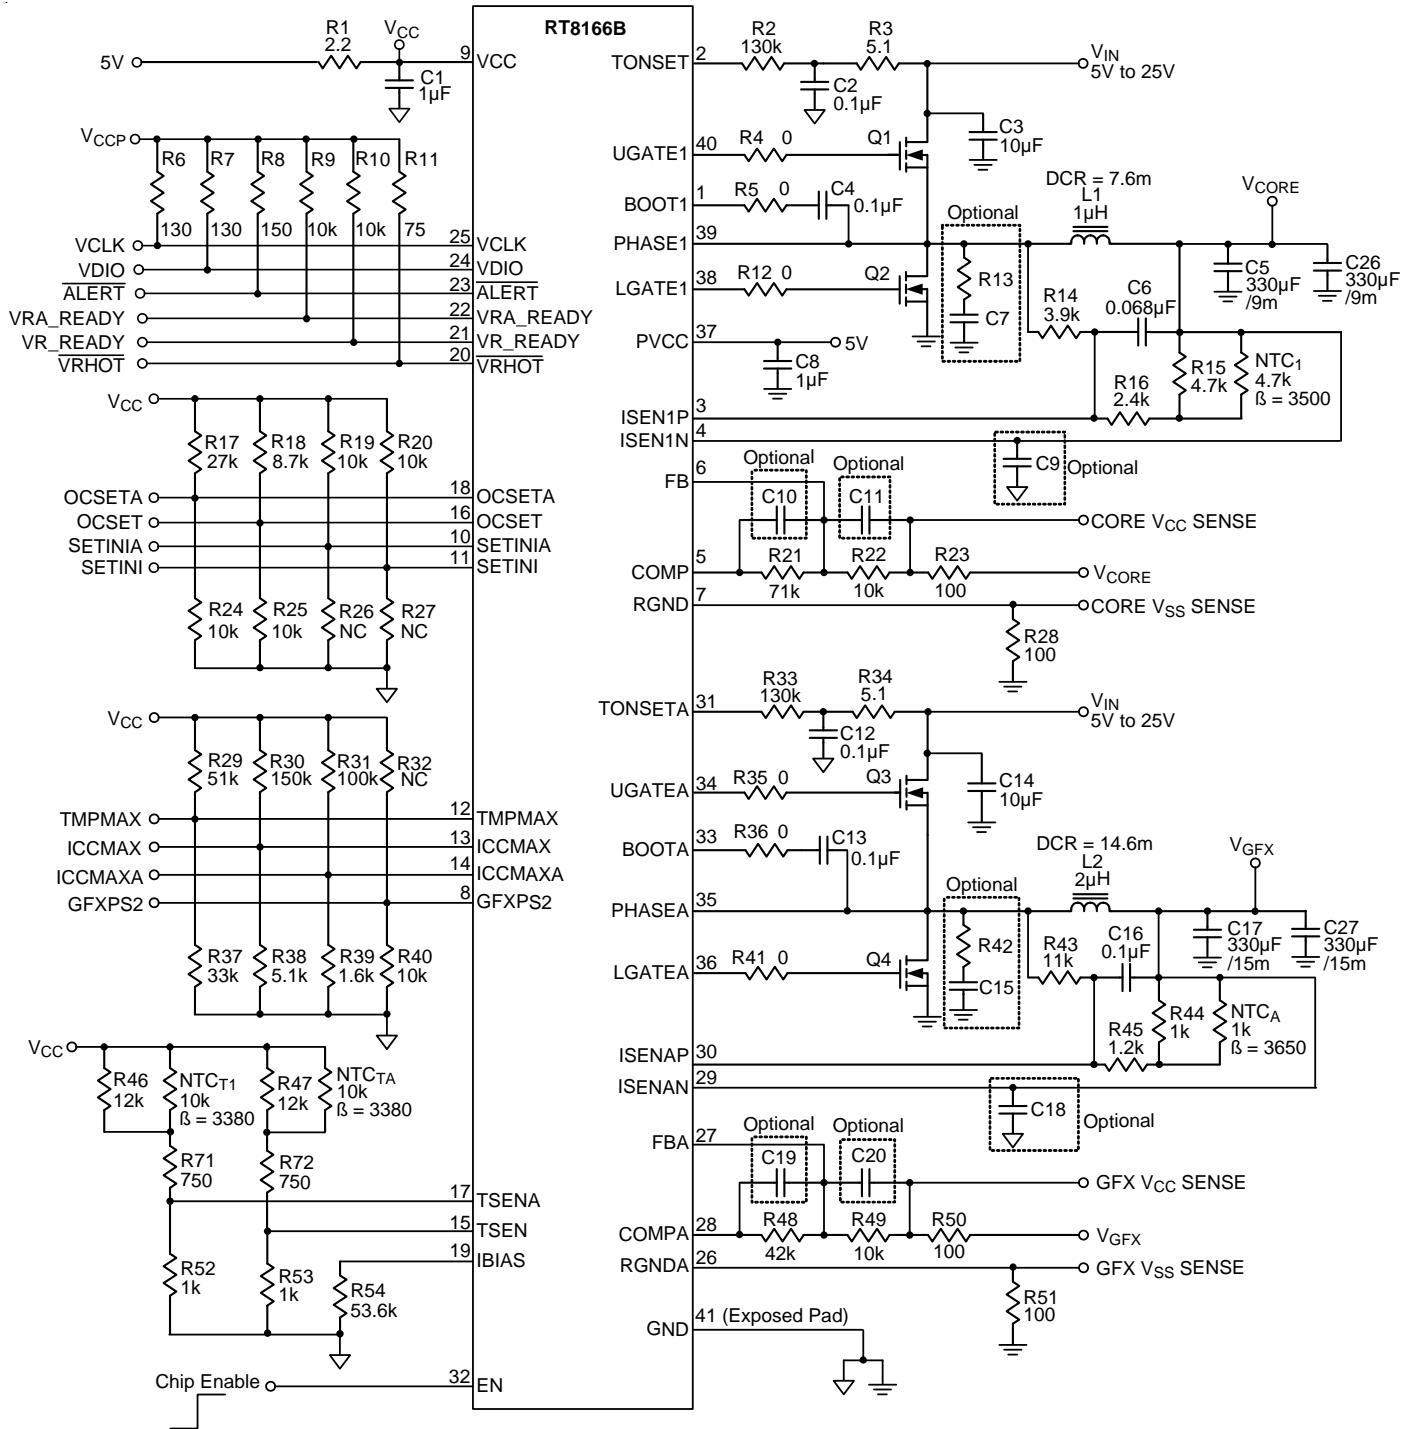 RT8166B
R1
2.2
VCC
5V
9
VCC
C1
1µF
VCCP
R6
R7
R8
R9
R10
R11
130
130
150
10k
10k
75
VCLK
25
VCLK
VDIO
24
VDIO
ALERT
23
ALERT
VRA_READY
22
VRA_READY
VR_READY
21
VR_READY
VRHOT
20
VRHOT
VCC
R17
27k
R18
8.7k
R19
10k
R20
10k
OCSETA
18
OCSETA
OCSET
16
OCSET
SETINIA
10
SETINIA
SETINI
11
SETINI
R24
10k
R25
10k
R26
NC
R27
NC
VCC
R29
51k
R30
150k
R31
100k
R32
NC
TMPMAX
12
TMPMAX
ICCMAX
13
ICCMAX
ICCMAXA
14
ICCMAXA
GFXPS2
8
GFXPS2
R37
33k
R38
5.1k
R39
1.6k
R40
10k
VCC
R46
12k
NTCT1
10k
ß = 3380
R47
12k
NTCTA
10k
ß = 3380
R71
750
R72
750
17
TSENA
15
TSEN
19
IBIAS
R52
1k
R53
1k
R54
53.6k
Chip Enable
32
EN
TONSET
2
R2
130k
R3
5.1
VIN
5V to 25V
C2
0.1µF
C3
10µF
UGATE1
40
R4 0
Q1
BOOT1
1
R5 0
C4
0.1µF
PHASE1
39
Optional
R13
C7
DCR = 7.6m
L1
1µH
VCORE
C5
330µF
/9m
C26
330µF
/9m
LGATE1
38
R12 0
Q2
R14
3.9k
C6
0.068µF
PVCC
37
5V
C8
1µF
R16
2.4k
R15
4.7k
NTC1
4.7k
ß = 3500
ISEN1P
3
ISEN1N
4
C9
Optional
FB
6
Optional
C10
Optional
C11
CORE VCC SENSE
COMP
5
R21
71k
R22
10k
R23
100
VCORE
RGND
7
CORE VSS SENSE
R28
100
TONSETA
31
R33
130k
R34
5.1
VIN
5V to 25V
C12
0.1µF
C14
10µF
UGATEA
34
R35 0
Q3
BOOTA
33
R36 0
C13
0.1µF
PHASEA
35
Optional
R42
C15
DCR = 14.6m
L2
2µH
VGFX
C17
330µF
/15m
C27
330µF
/15m
LGATEA
36
R41 0
Q4
R43
11k
C16
0.1µF
R45
1.2k
R44
1k
NTCA
1k
ß = 3650
ISENAP
30
ISENAN
29
C18
Optional
FBA
27
Optional
C19
Optional
C20
GFX VCC SENSE
COMPA
28
R48
42k
R49
10k
R50
100
VGFX
RGNDA
26
GFX VSS SENSE
R51
100
GND
41 (Exposed Pad)